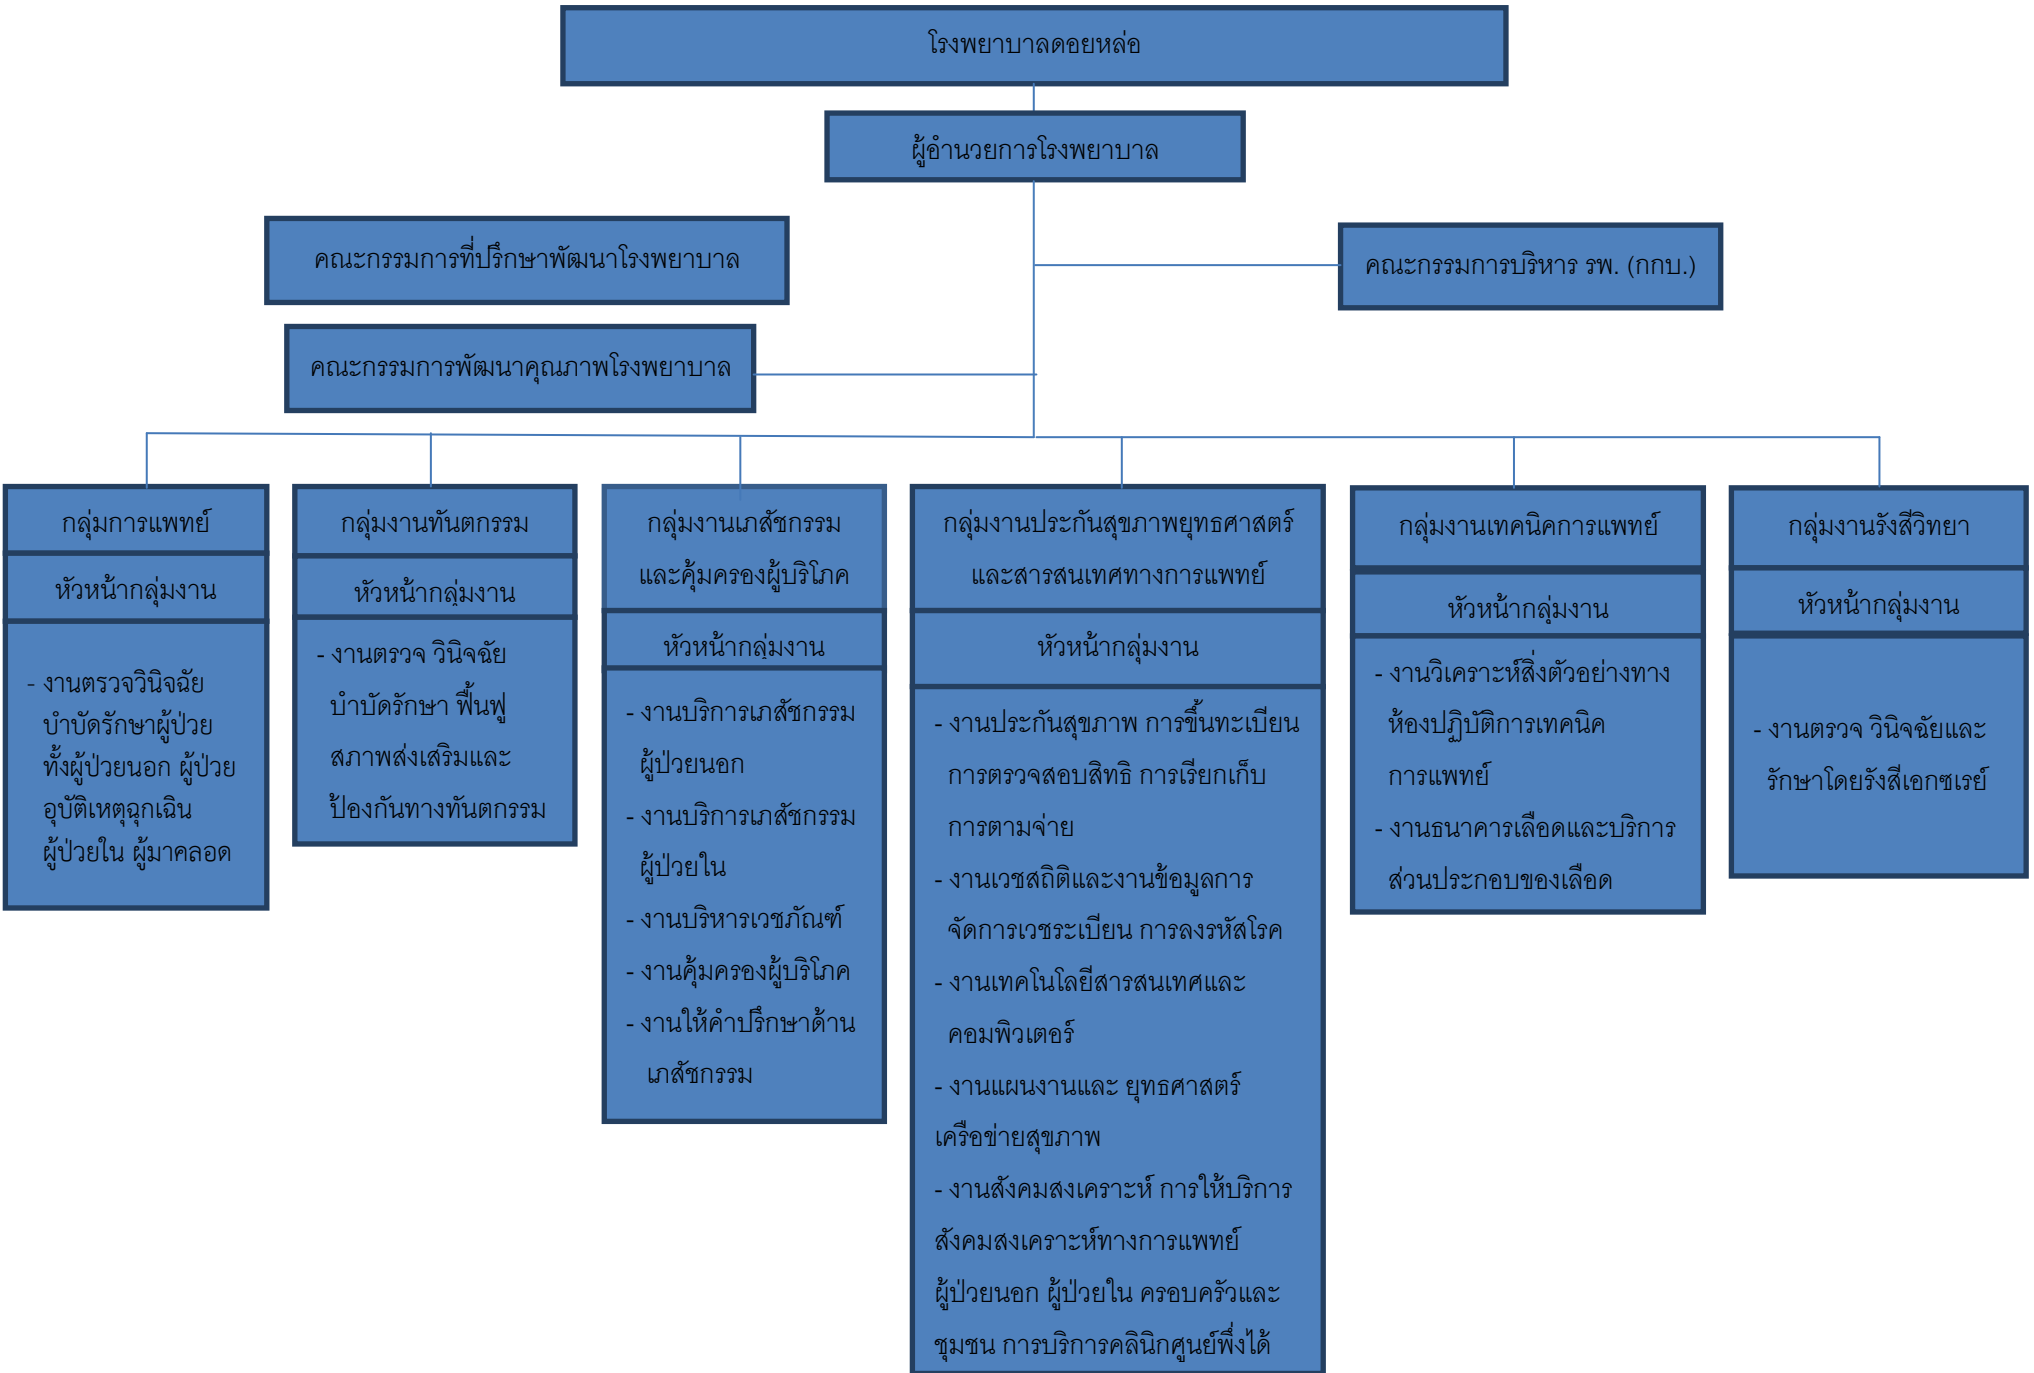 โรงพยาบาลดอยหล่อ
ผู้อำนวยการโรงพยาบาล
คณะกรรมการที่ปรึกษาพัฒนาโรงพยาบาล
คณะกรรมการบริหาร รพ. (กกบ.)
คณะกรรมการพัฒนาคุณภาพโรงพยาบาล
กลุ่มการแพทย์
หัวหน้ากลุ่มงาน
- งานตรวจวินิจฉัย
บำบัดรักษาผู้ป่วย
ทั้งผู้ป่วยนอก ผู้ป่วย
อุบัติเหตุฉุกเฉิน
ผู้ป่วยใน ผู้มาคลอด
กลุ่มงานทันตกรรม
หัวหน้ากลุ่มงาน
- งานตรวจ วินิจฉัย
บำบัดรักษา ฟื้นฟู
สภาพส่งเสริมและ
ป้องกันทางทันตกรรม
กลุ่มงานเภสัชกรรม
และคุ้มครองผู้บริโภค
หัวหน้ากลุ่มงาน
- งานบริการเภสัชกรรม
ผู้ป่วยนอก
- งานบริการเภสัชกรรม
ผู้ป่วยใน
- งานบริหารเวชภัณฑ์
- งานคุ้มครองผู้บริโภค
- งานให้คำปรึกษาด้าน
เภสัชกรรม
กลุ่มงานประกันสุขภาพยุทธศาสตร์
และสารสนเทศทางการแพทย์
หัวหน้ากลุ่มงาน
- งานประกันสุขภาพ การขึ้นทะเบียน
การตรวจสอบสิทธิ การเรียกเก็บ
การตามจ่าย
- งานเวชสถิติและงานข้อมูลการ
จัดการเวชระเบียน การลงรหัสโรค
- งานเทคโนโลยีสารสนเทศและ
คอมพิวเตอร์
- งานแผนงานและ ยุทธศาสตร์
เครือข่ายสุขภาพ
- งานสังคมสงเคราะห์ การให้บริการ
สังคมสงเคราะห์ทางการแพทย์
ผู้ป่วยนอก ผู้ป่วยใน ครอบครัวและ
ชุมชน การบริการคลินิกศูนย์พึ่งได้
กลุ่มงานเทคนิคการแพทย์
หัวหน้ากลุ่มงาน
- งานวิเคราะห์สิ่งตัวอย่างทาง
ห้องปฏิบัติการเทคนิค
การแพทย์
- งานธนาคารเลือดและบริการ
ส่วนประกอบของเลือด
กลุ่มงานรังสีวิทยา
หัวหน้ากลุ่มงาน
- งานตรวจ วินิจฉัยและ
รักษาโดยรังสีเอกซเรย์